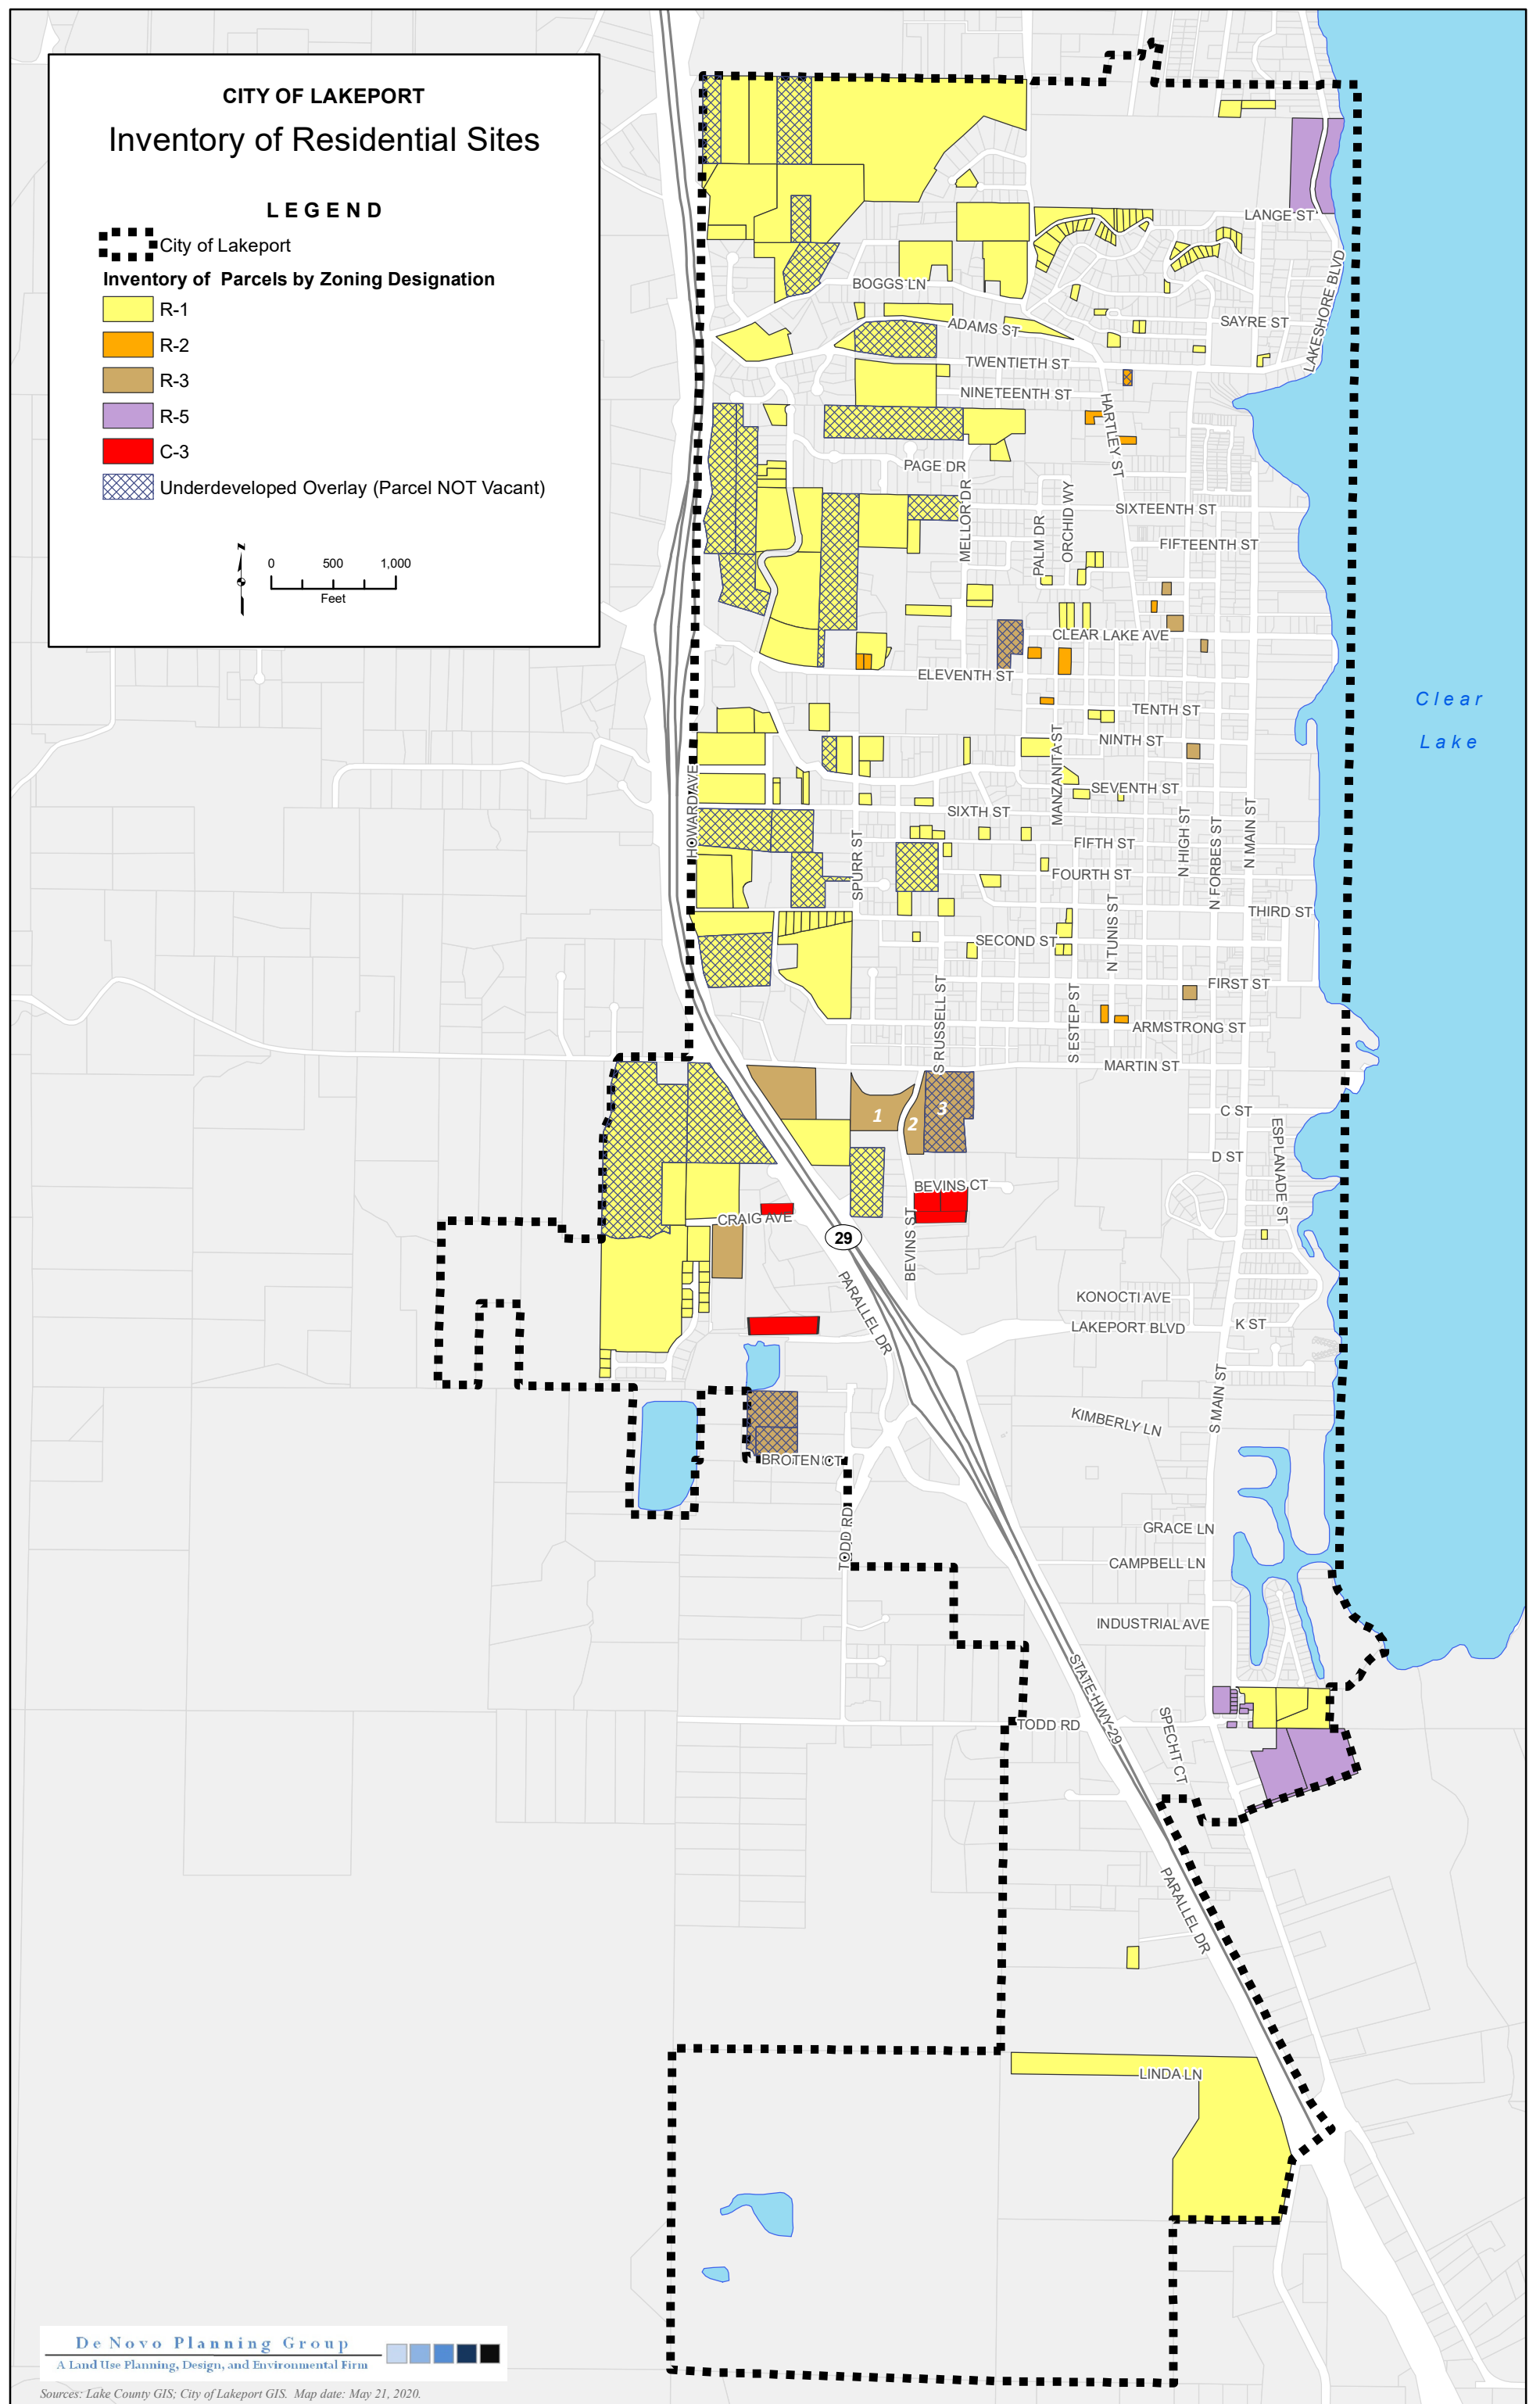 CITY OF LAKEPORT
Inventory of Residential Sites
LEGEND
City of Lakeport
Inventory of Parcels by Zoning Designation
R-1
R-2
R-3
R-5
C-3
Underdeveloped Overlay (Parcel NOT Vacant)
N
0 500 1,000
Feet
LANGE ST
BOGGS LN
LAKESHORE BLVD
SAYRE ST
ADAMS ST
TWENTIETH ST
NINETEENTH ST
HARTLEY ST
PAGE DR
MELLOR DR
PALM DR
ORCHID WY
SIXTEENTH ST
FIFTEENTH ST
CLEAR LAKE AVE
ELEVENTH ST
Clear
Lake
TENTH ST
NINTH ST
MANZANITA ST
HOWARD AVE
SEVENTH ST
SIXTH ST
SPURR ST
N HIGH ST
N FORBES ST
N MAIN ST
FIFTH ST
FOURTH ST
THIRD ST
N TUNIS ST
SECOND ST
FIRST ST
S RUSSELL ST
S ESTEP ST
ARMSTRONG ST
MARTIN ST
1
2
3
C ST
ESPLANADE ST
D ST
BEVINS CT
CRAIG AVE
BEVINS ST
29
PARALLEL DR
KONOCTI AVE
LAKEPORT BLVD
K ST
S MAIN ST
KIMBERLY LN
BROTEN CT
TODD RD
GRACE LN
CAMPBELL LN
INDUSTRIAL AVE
STATE HWY 29
TODD RD
SPECHT CT
PARALLEL DR
LINDA LN
De Novo Planning Group
A Land Use Planning, Design, and Environmental Firm
Sources: Lake County GIS; City of Lakeport GIS. Map date: May 21, 2020.